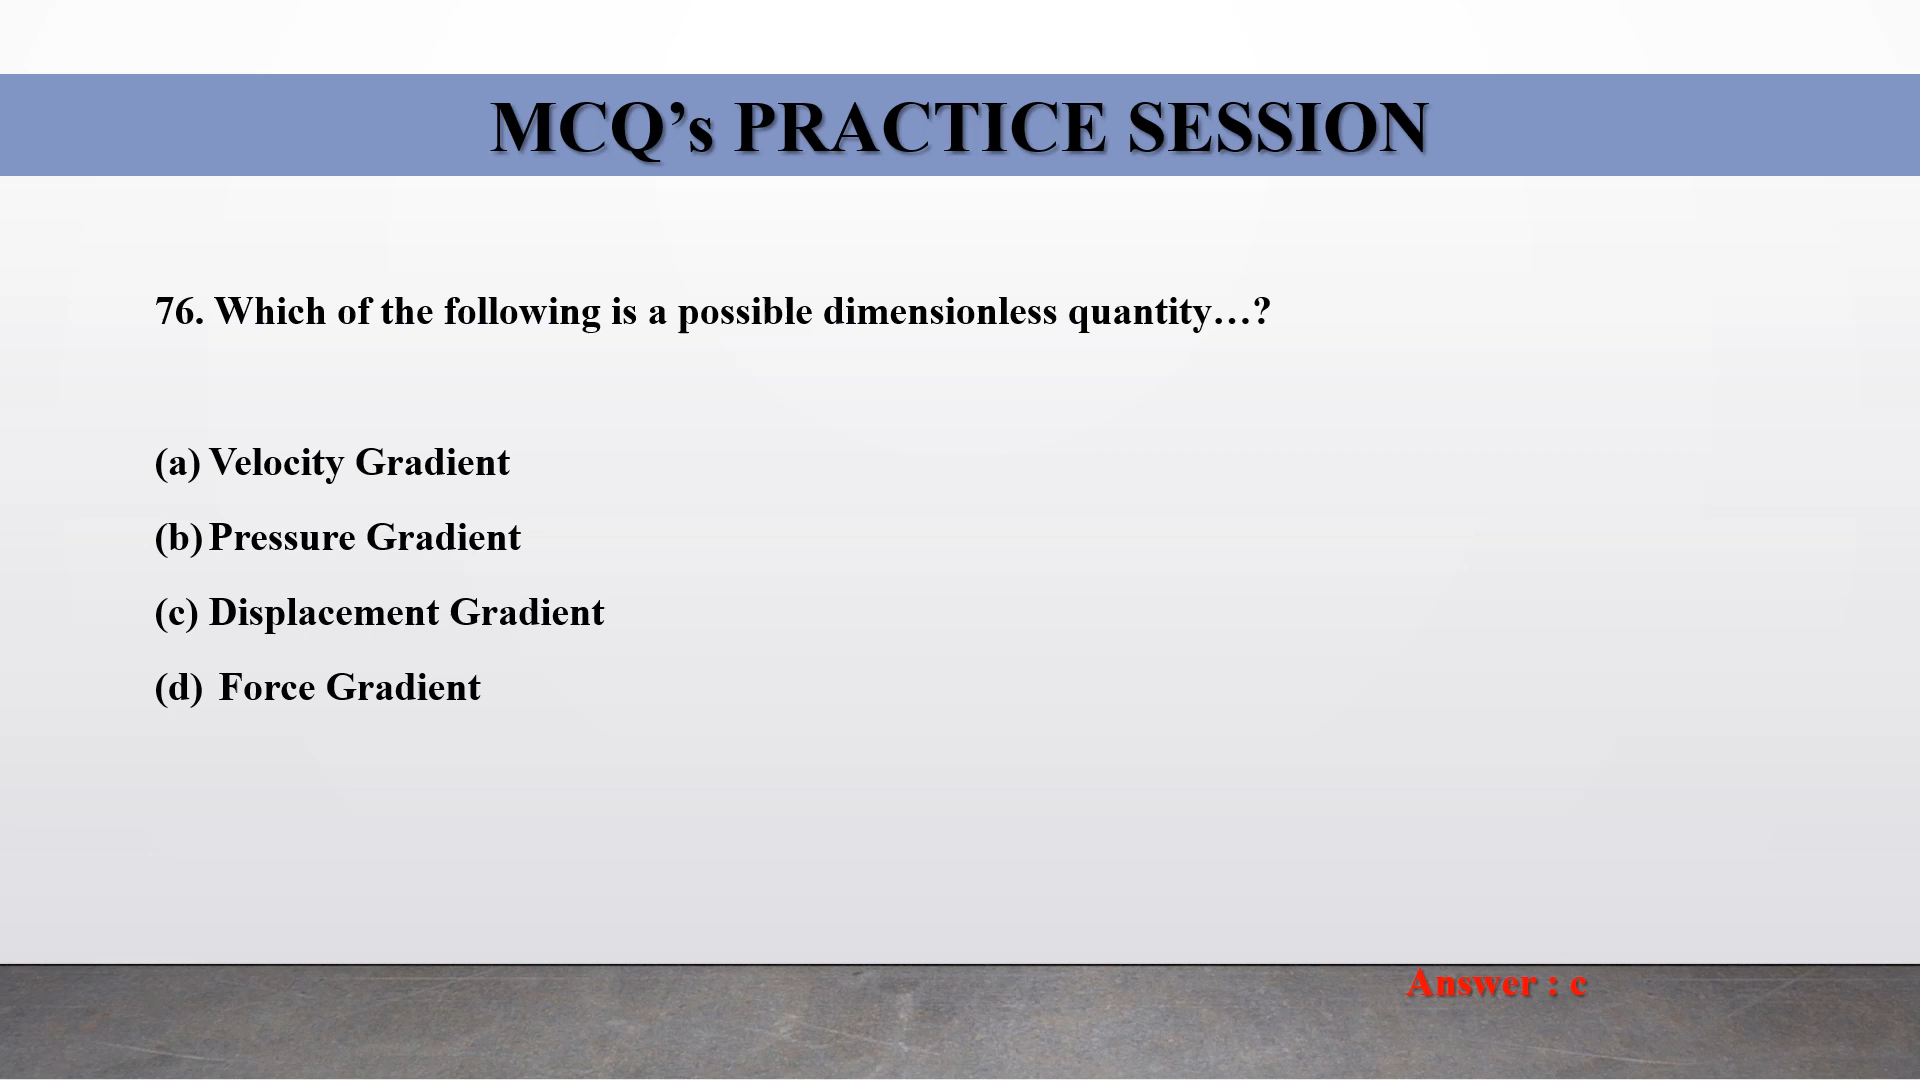 MCQ’s PRACTICE SESSION
76. Which of the following is a possible dimensionless quantity…?
(a) Velocity Gradient
(b) Pressure Gradient
(c) Displacement Gradient
(d) Force Gradient
Answer : c